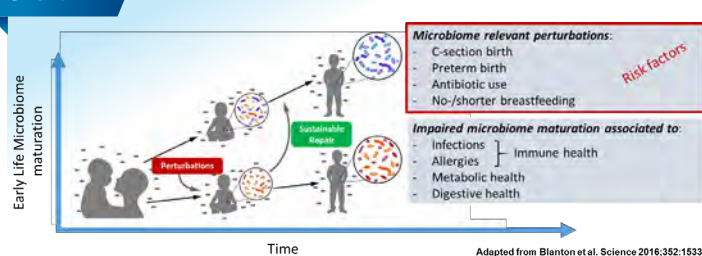 Microbiome relevant perturbations:
- C-section birth
- Preterm birth
- Antibiotic use
- No-/shorter breastfeeding
Risk factors
Impaired microbiome maturation associated to:
- Infections
- Allergies
Immune health
- Metabolic health
- Digestive health
Early Life Microbiome
maturation
Perturbations
Sustainable
Repair
Time
Adapted from Blanton et al. Science 2016;352:1533